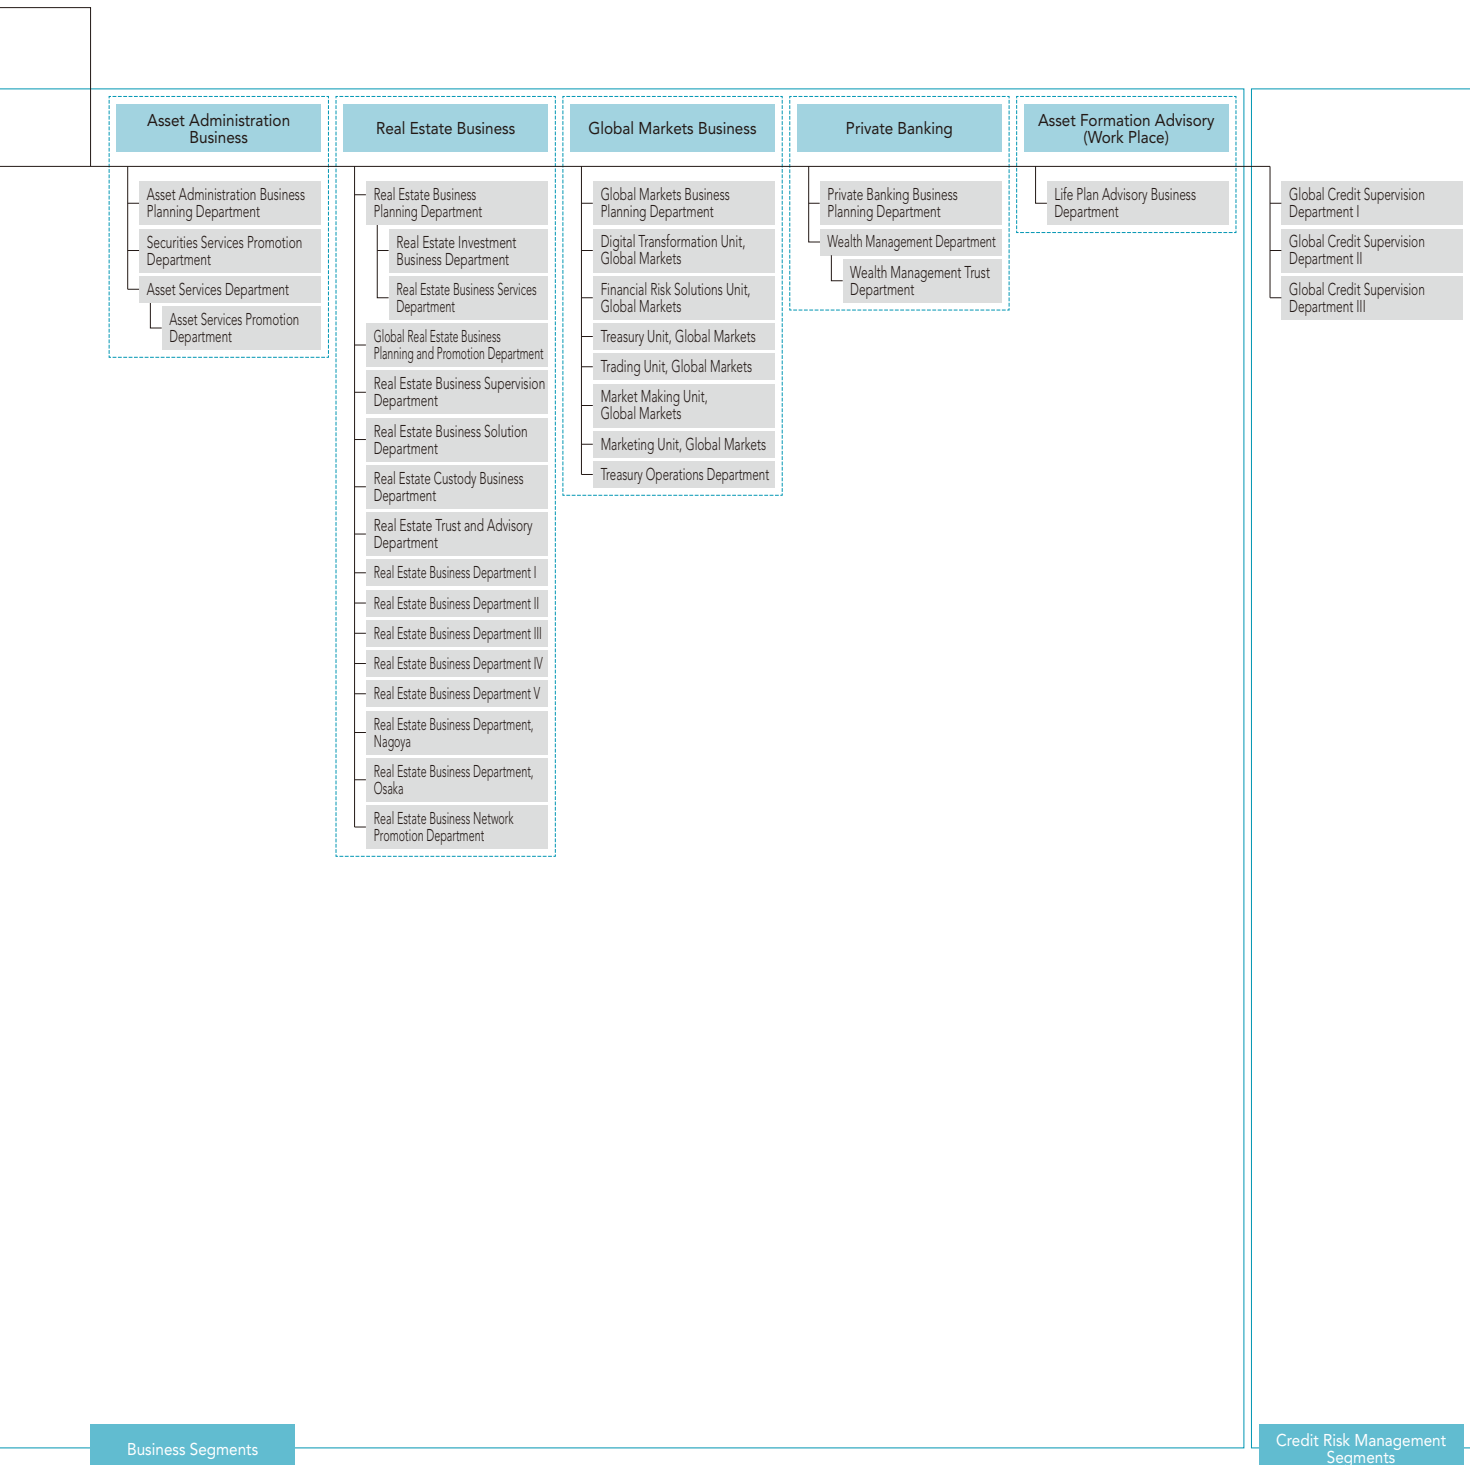 Asset Administration
Business
Asset Administration Business
Planning Department
Securities Services Promotion
Department
Asset Services Department
Asset Services Promotion
Department
Real Estate Business
Real Estate Business
Planning Department
Real Estate Investment
Business Department
Real Estate Business Services
Department
Global Real Estate Business
Planning and Promotion Department
Real Estate Business Supervision
Department
Real Estate Business Solution
Department
Real Estate Custody Business
Department
Real Estate Trust and Advisory
Department
Real Estate Business Department I
Real Estate Business Department II
Real Estate Business Department III
Real Estate Business Department IV
Real Estate Business Department V
Real Estate Business Department,
Nagoya
Real Estate Business Department,
Osaka
Real Estate Business Network
Promotion Department
Global Markets Business
Global Markets Business
Planning Department
Digital Transformation Unit,
Global Markets
Financial Risk Solutions Unit,
Global Markets
Treasury Unit, Global Markets
Trading Unit, Global Markets
Market Making Unit,
Global Markets
Marketing Unit, Global Markets
Treasury Operations Department
Private Banking
Private Banking Business
Planning Department
Wealth Management Department
Wealth Management Trust
Department
Asset Formation Advisory
(Work Place)
Life Plan Advisory Business
Department
Global Credit Supervision
Department I
Global Credit Supervision
Department II
Global Credit Supervision
Department III
Business Segments
Credit Risk Management
Segments